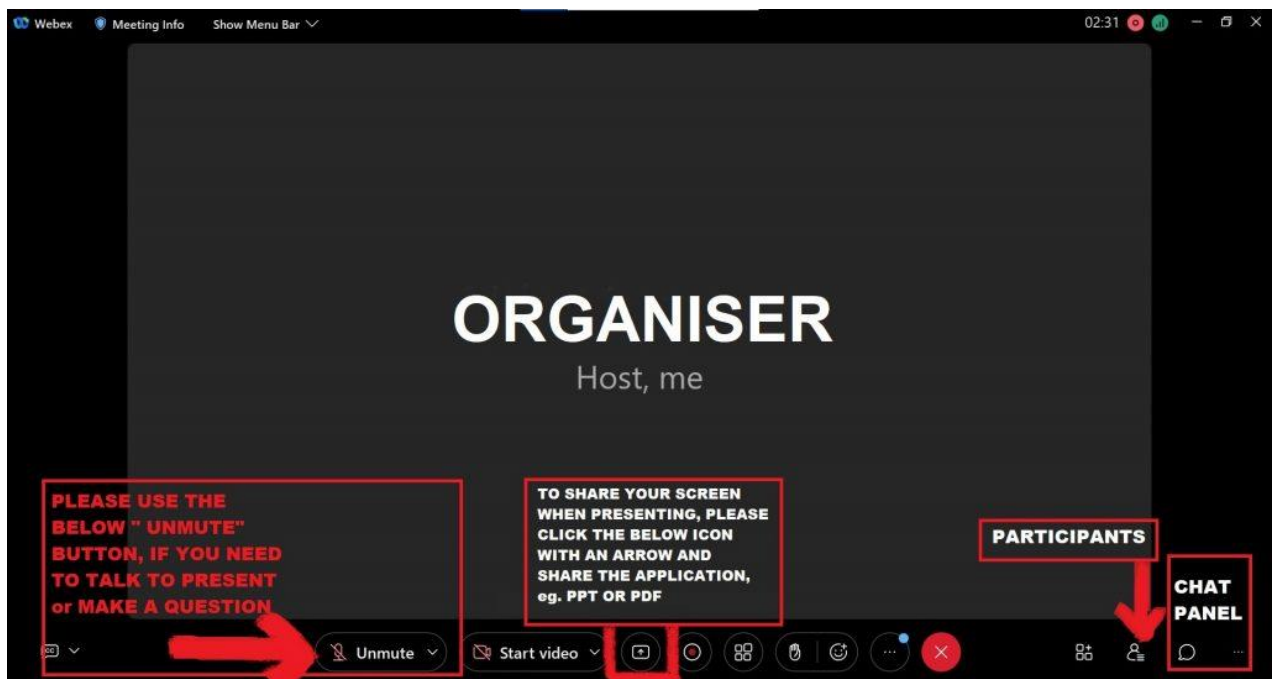 Webex Meeting Info Show Menu Bar 02:31
ORGANISER
Host, me
PLEASE USE THE
BELOW " UNMUTE"
BUTTON, IF YOU NEED
TO TALK TO PRESENT
or MAKE A QUESTION
TO SHARE YOUR SCREEN
WHEN PRESENTING, PLEASE
CLICK THE BELOW ICON
WITH AN ARROW AND
SHARE THE APPLICATION,
eg. PPT OR PDF
PARTICIPANTS
CHAT
PANEL
CC Unmute Start video